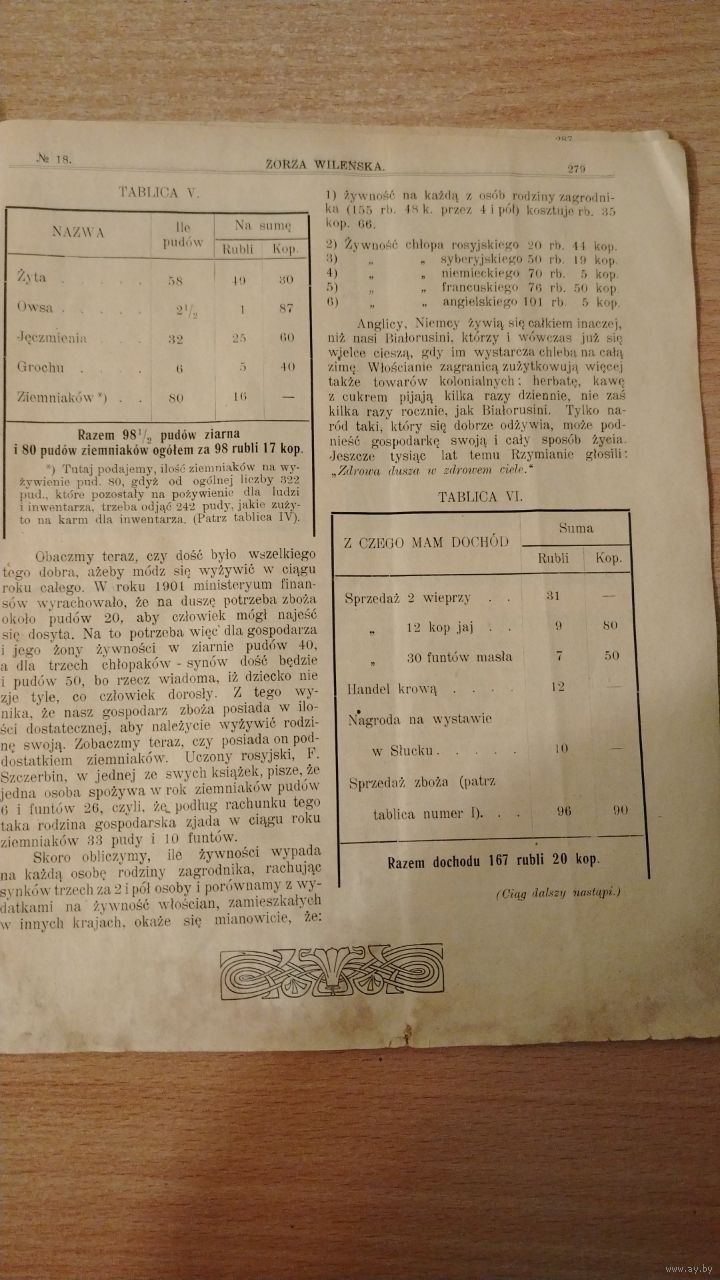 287
№ 18.
ZORZA WILEŃSKA.
279
TABLICA V.
NAZWA Ile pudów Na sumę
Rubli Kop.
Żyta . . . . . 58 49 30
Owsa . . . . . 2 1/2 1 87
Jęczmienia . . . 32 25 60
Grochu . . . . 6 5 40
Ziemniaków *) . . 80 16 —
Razem 98 1/2 pudów ziarna
i 80 pudów ziemniaków ogółem za 98 rubli 17 kop.
*) Tutaj podajemy, ilość ziemniaków na wy-
żywienie pud. 80, gdyż od ogólnej liczby 322
pud., które pozostały na pożywienie dla ludzi
i inwentarza, trzeba odjąć 242 pudy, jakie zuży-
to na karm dla inwentarza. (Patrz tablica IV).
Obaczmy teraz, czy dość było wszelkiego
tego dobra, ażeby módz się wyżywić w ciągu
roku całego. W roku 1901 ministeryum finan-
sów wyrachowało, że na duszę potrzeba zboża
około pudów 20, aby człowiek mógł najeść
się dosyta. Na to potrzeba więc dla gospodarza
i jego żony żywności w ziarnie pudów 40,
a dla trzech chłopaków - synów dość będzie
i pudów 50, bo rzecz wiadoma, iż dziecko nie
zje tyle, co człowiek dorosły. Z tego wy-
nika, że nasz gospodarz zboża posiada w ilo-
ści dostatecznej, aby należycie wyżywić rodzi-
nę swoją. Zobaczmy teraz, czy posiada on pod-
dostatkiem ziemniaków. Uczony rosyjski, F.
Szczerbin, w jednej ze swych książek, pisze, że
jedna osoba spożywa w rok ziemniaków pudów
6 i funtów 26, czyli, że podług rachunku tego
taka rodzina gospodarska zjada w ciągu roku
ziemniaków 33 pudy i 10 funtów.
Skoro obliczymy, ile żywności wypada
na każdą osobę rodziny zagrodnika, rachując
synków trzech za 2 i pół osoby i porównamy z wy-
datkami na żywność włościan, zamieszkałych
w innych krajach, okaże się mianowicie, że:
1) żywność na każdą z osób rodziny zagrodni-
ka (155 rb. 48 k. przez 4 i pół) kosztuje rb. 35
kop. 66.
2) Żywność chłopa rosyjskiego 20 rb. 44 kop.
3) „ „ syberyjskiego 50 rb. 19 kop.
4) „ „ niemieckiego 70 rb. 5 kop.
5) „ „ francuskiego 76 rb. 50 kop.
6) „ „ angielskiego 101 rb. 5 kop.
Anglicy, Niemcy żywią się całkiem inaczej,
niż nasi Białorusini, którzy i wówczas już się
wielce cieszą, gdy im wystarcza chleba na całą
zimę. Włościanie zagranicą zużytkowują więcej
także towarów kolonialnych: herbatę, kawę
z cukrem pijają kilka razy dziennie, nie zaś
kilka razy rocznie, jak Białorusini. Tylko na-
ród taki, który się dobrze odżywia, może pod-
nieść gospodarkę swoją i cały sposób życia.
Jeszcze tysiąc lat temu Rzymianie głosili:
„Zdrowa dusza w zdrowem ciele.“
TABLICA VI.
Z CZEGO MAM DOCHÓD Suma
Rubli Kop.
Sprzedaż 2 wieprzy . . 31 —
„ 12 kop jaj . . 9 80
„ 30 funtów masła 7 50
Handel krową . . . . 12 —
Nagroda na wystawie
w Słucku . . . . . 10 —
Sprzedaż zboża (patrz
tablica numer I). . . 96 90
Razem dochodu 167 rubli 20 kop.
(Ciąg dalszy nastąpi.)
www.ay.by